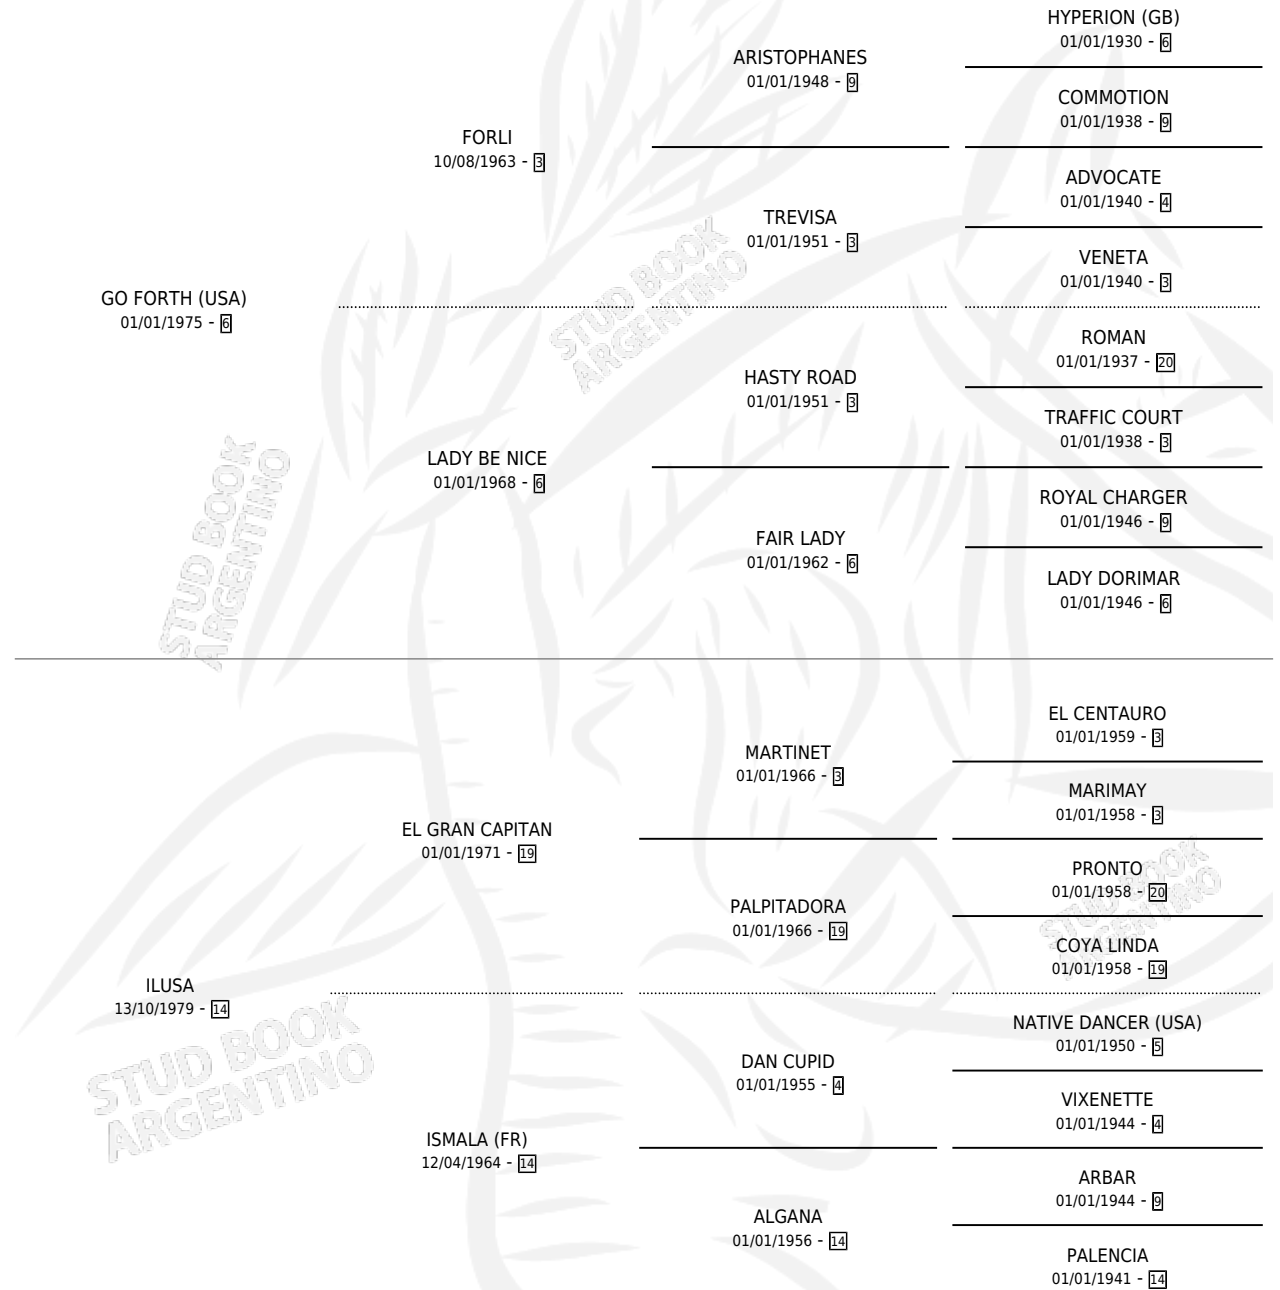 HYPERION (GB)
01/01/1930 - 6
ARISTOPHANES
01/01/1948 - 9
COMMOTION
01/01/1938 - 9
FORLI
10/08/1963 - 3
ADVOCATE
01/01/1940 - 4
TREVISA
01/01/1951 - 3
VENETA
01/01/1940 - 3
GO FORTH (USA)
01/01/1975 - 6
ROMAN
01/01/1937 - 20
HASTY ROAD
01/01/1951 - 3
TRAFFIC COURT
01/01/1938 - 3
LADY BE NICE
01/01/1968 - 6
ROYAL CHARGER
01/01/1946 - 9
FAIR LADY
01/01/1962 - 6
LADY DORIMAR
01/01/1946 - 6
STUD BOOK
ARGENTINO
STUD BOOK
ARGENTINO
EL CENTAURO
01/01/1959 - 3
MARTINET
01/01/1966 - 3
MARIMAY
01/01/1958 - 3
EL GRAN CAPITAN
01/01/1971 - 19
PRONTO
01/01/1958 - 20
PALPITADORA
01/01/1966 - 19
COYA LINDA
01/01/1958 - 19
STUD BOOK
ARGENTINO
ILUSA
13/10/1979 - 14
NATIVE DANCER (USA)
01/01/1950 - 5
DAN CUPID
01/01/1955 - 4
VIXENETTE
01/01/1944 - 4
STUD BOOK
ARGENTINO
ISMALA (FR)
12/04/1964 - 14
ARBAR
01/01/1944 - 9
ALGANA
01/01/1956 - 14
PALENCIA
01/01/1941 - 14